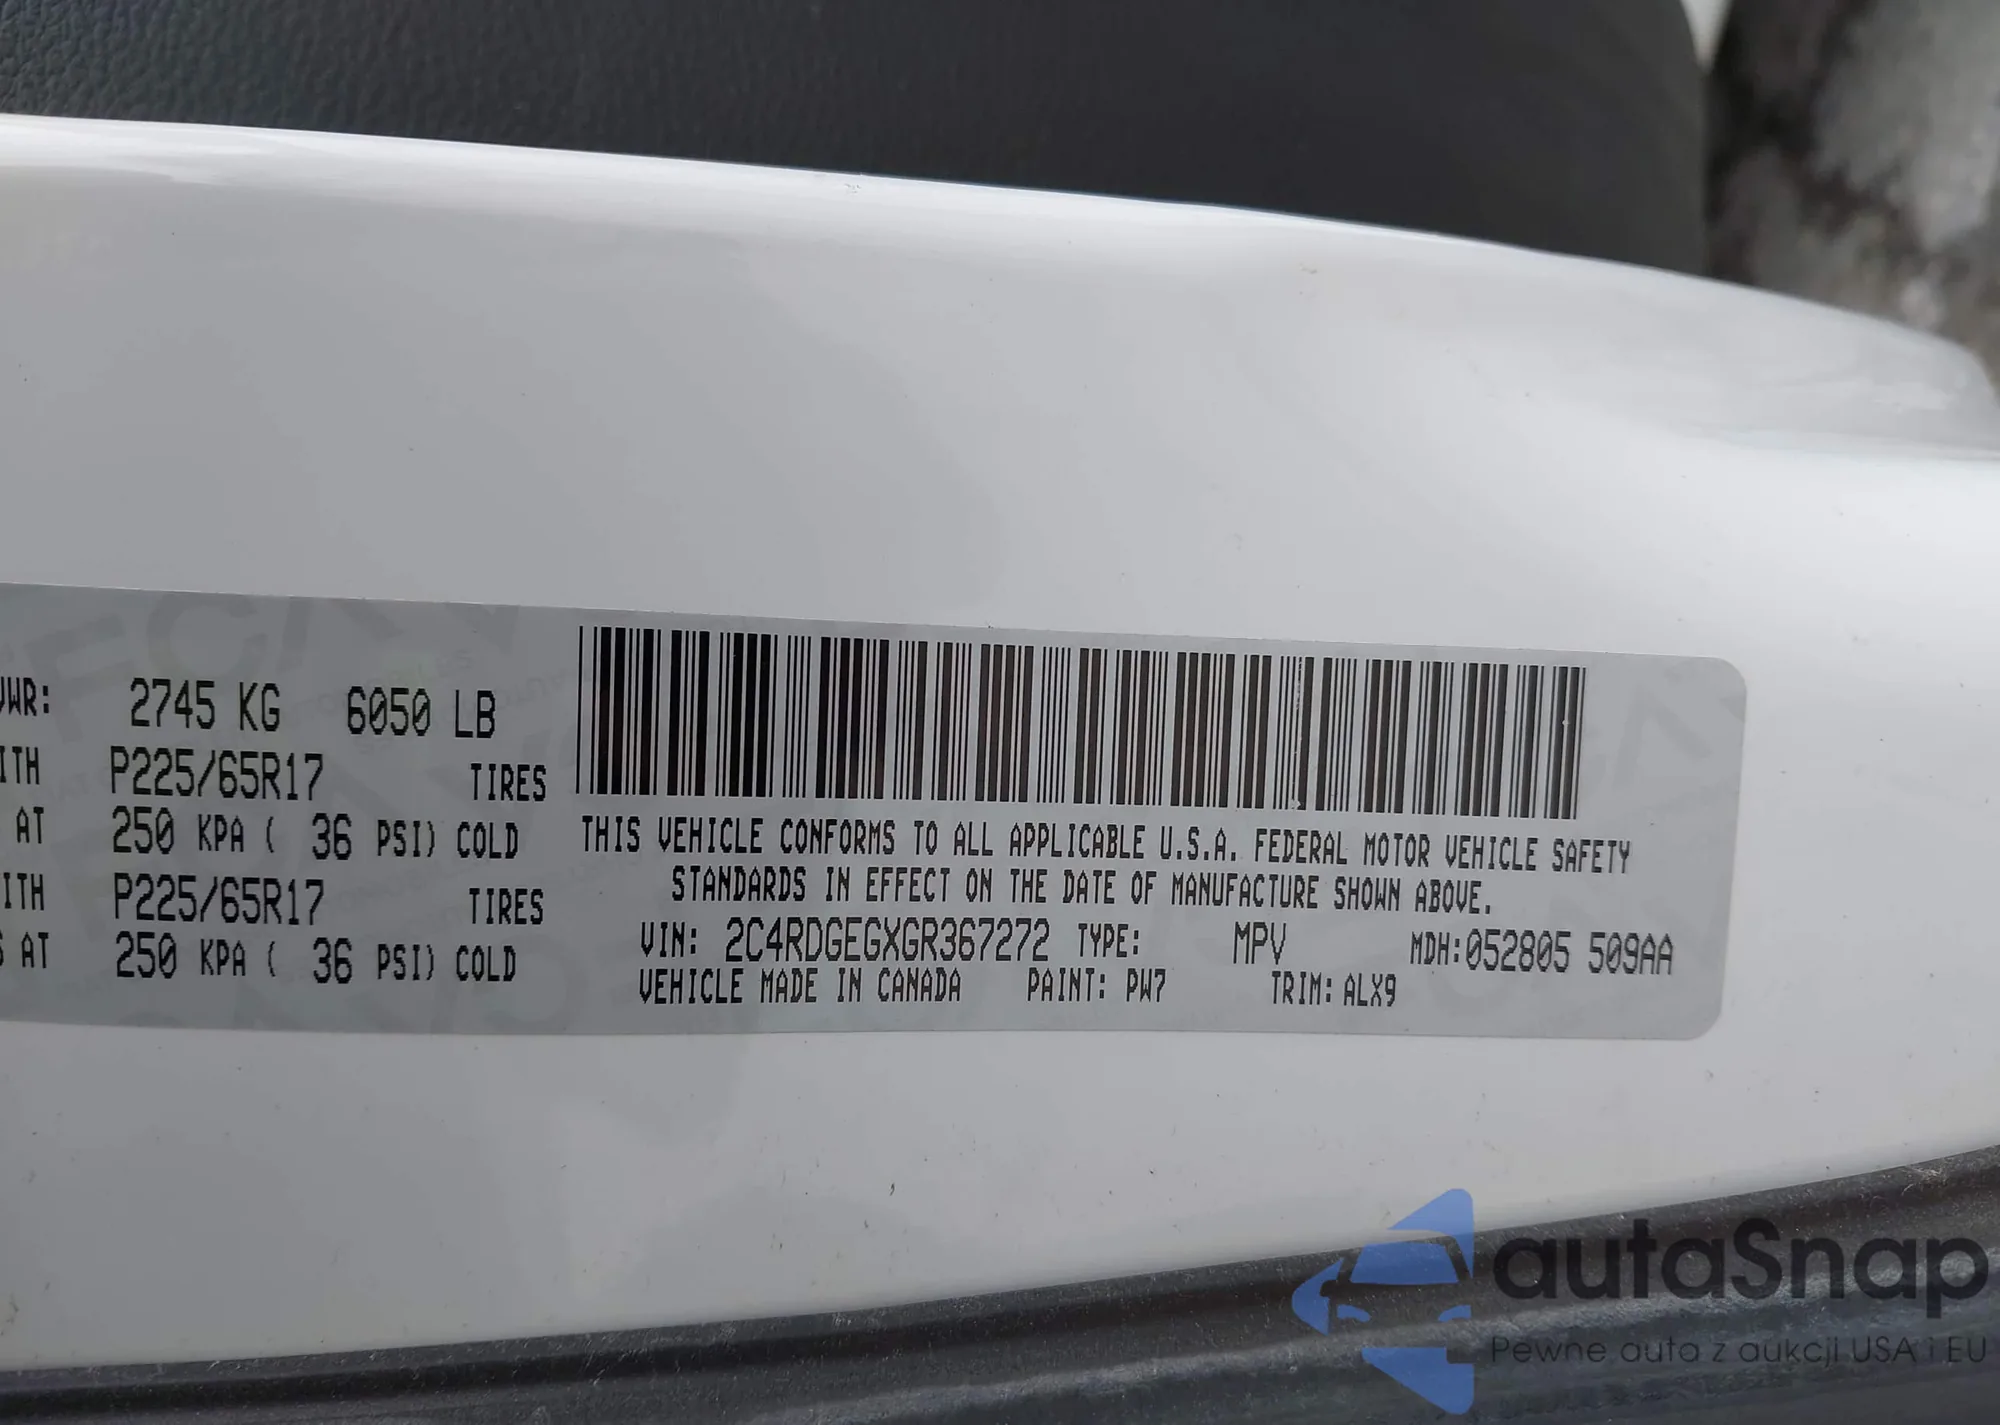 VWR: 2745 KG 6050 LB
ITH P225/65R17 TIRES
AT 250 KPA ( 36 PSI) COLD
ITH P225/65R17 TIRES
S AT 250 KPA ( 36 PSI) COLD
THIS VEHICLE CONFORMS TO ALL APPLICABLE U.S.A. FEDERAL MOTOR VEHICLE SAFETY
STANDARDS IN EFFECT ON THE DATE OF MANUFACTURE SHOWN ABOVE.
VIN: 2C4RDGEGXGR367272 TYPE: MPV MDH:052805 509AA
VEHICLE MADE IN CANADA PAINT: PW7 TRIM: ALX9
autaSnap
Pewne auta z aukcji USA i EU